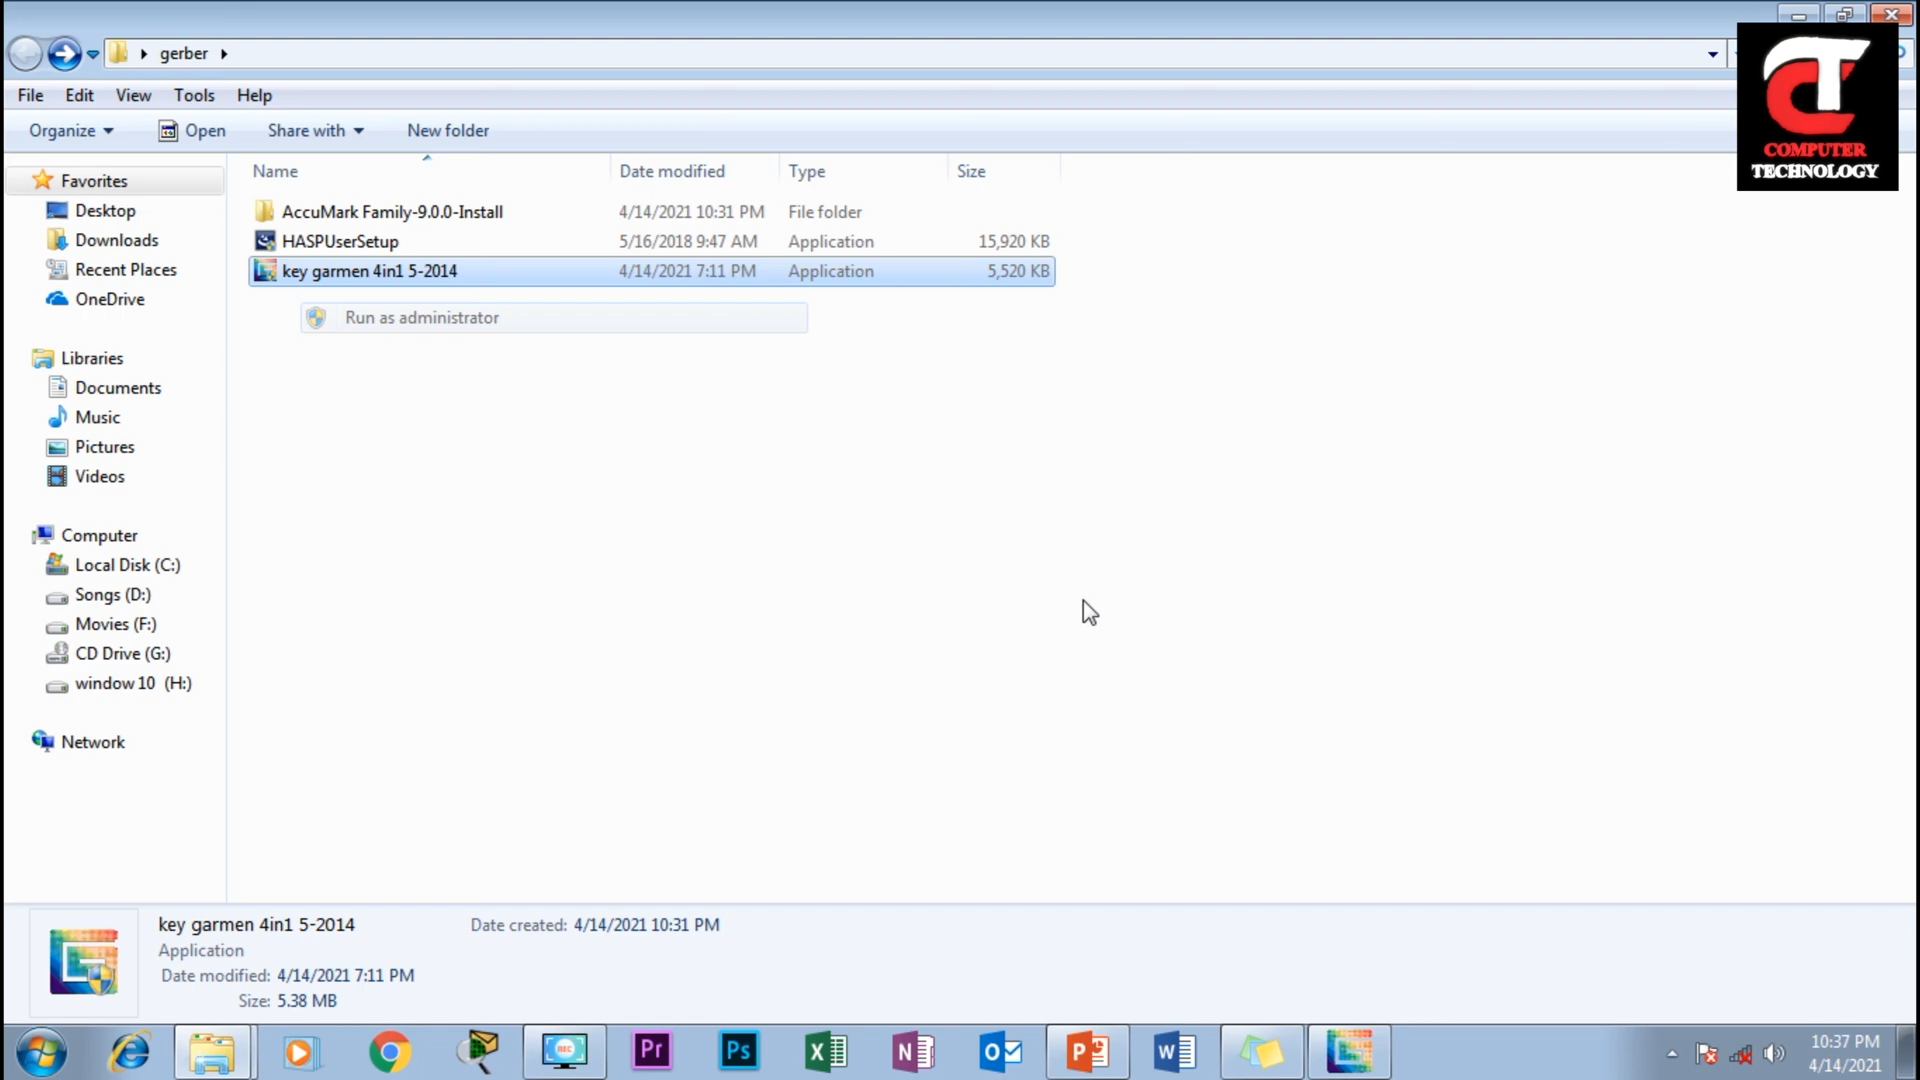 gerber
File Edit View Tools Help
Organize Open Share with New folder
Name Date modified Type Size
AccuMark Family-9.0.0-Install 4/14/2021 10:31 PM File folder
HASPUserSetup 5/16/2018 9:47 AM Application 15,920 KB
key garmen 4in1 5-2014 4/14/2021 7:11 PM Application 5,520 KB
Run as administrator
Favorites
Desktop
Downloads
Recent Places
OneDrive
Libraries
Documents
Music
Pictures
Videos
Computer
Local Disk (C:)
Songs (D:)
Movies (F:)
CD Drive (G:)
window 10 (H:)
Network
CT
COMPUTER
TECHNOLOGY
key garmen 4in1 5-2014 Date created: 4/14/2021 10:31 PM
Application
Date modified: 4/14/2021 7:11 PM
Size: 5.38 MB
REC Pr Ps X N O P W
10:37 PM
4/14/2021